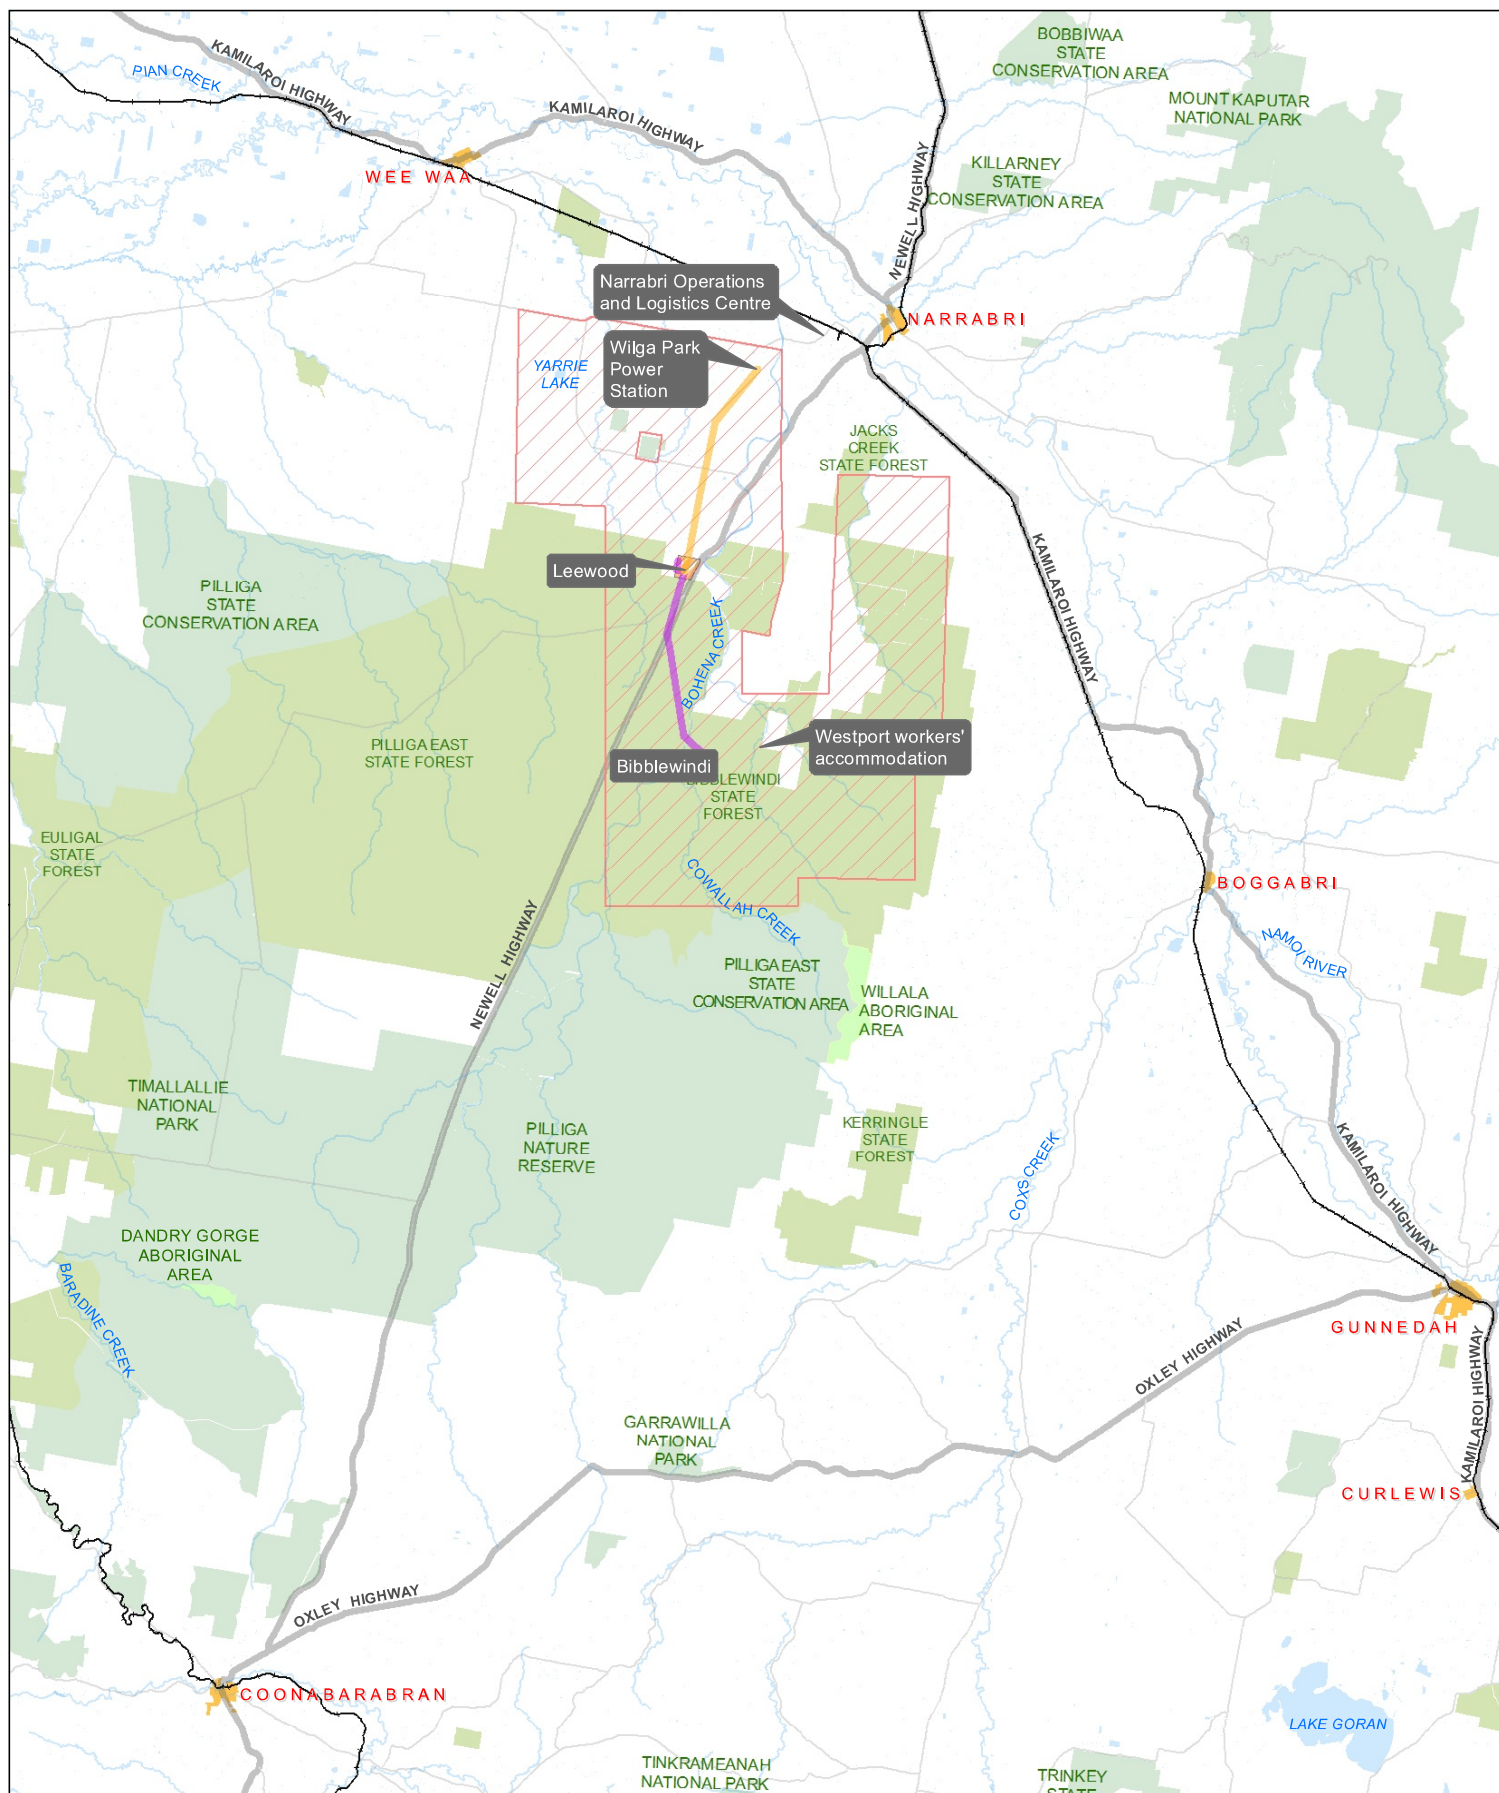 BOBBIWAA
STATE
CONSERVATION AREA
KAMILAROI HIGHWAY
PIAN CREEK
MOUNT KAPUTAR
NATIONAL PARK
KAMILAROI HIGHWAY
WEE WAA
KILLARNEY
STATE
CONSERVATION AREA
NEWELL HIGHWAY
Narrabri Operations
and Logistics Centre
NARRABRI
Wilga Park
Power
Station
YARRIE
LAKE
JACKS
CREEK
STATE FOREST
Leewood
KAMILAROI HIGHWAY
PILLIGA
STATE
CONSERVATION AREA
BOHENA CREEK
PILLIGA EAST
STATE FOREST
Westport workers'
accommodation
Bibblewindi
BIBBLEWINDI
STATE
FOREST
EULIGAL
STATE
FOREST
COWALLAH CREEK
BOGGABRI
NEWELL HIGHWAY
NAMOI RIVER
PILLIGA EAST
STATE
CONSERVATION AREA
WILLALA
ABORIGINAL
AREA
TIMALLALLIE
NATIONAL
PARK
PILLIGA
NATURE
RESERVE
KERRINGLE
STATE
FOREST
COXS CREEK
KAMILAROI HIGHWAY
DANDRY GORGE
ABORIGINAL
AREA
BARADINE CREEK
GUNNEDAH
OXLEY HIGHWAY
KAMILAROI HIGHWAY
GARRAWILLA
NATIONAL
PARK
CURLEWIS
OXLEY HIGHWAY
COONABARABRAN
LAKE GORAN
TINKRAMEANAH
NATIONAL PARK
TRINKEY
STATE